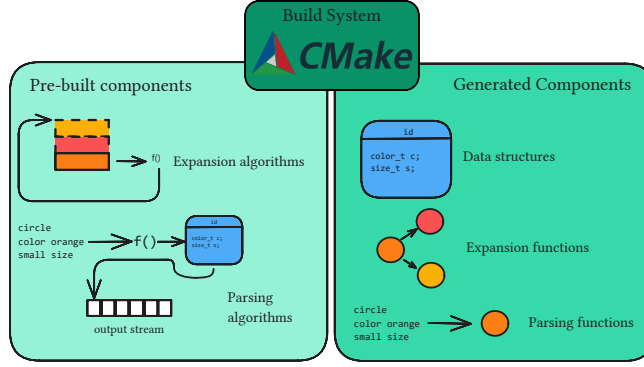 Build System
CMake
Pre-built components
f()
Expansion algorithms
circle
color orange
small size
f()
id
color_t c;
size_t s;
Parsing
algorithms
output stream
Generated Components
id
color_t c;
size_t s;
Data structures
Expansion functions
circle
color orange
small size
Parsing functions